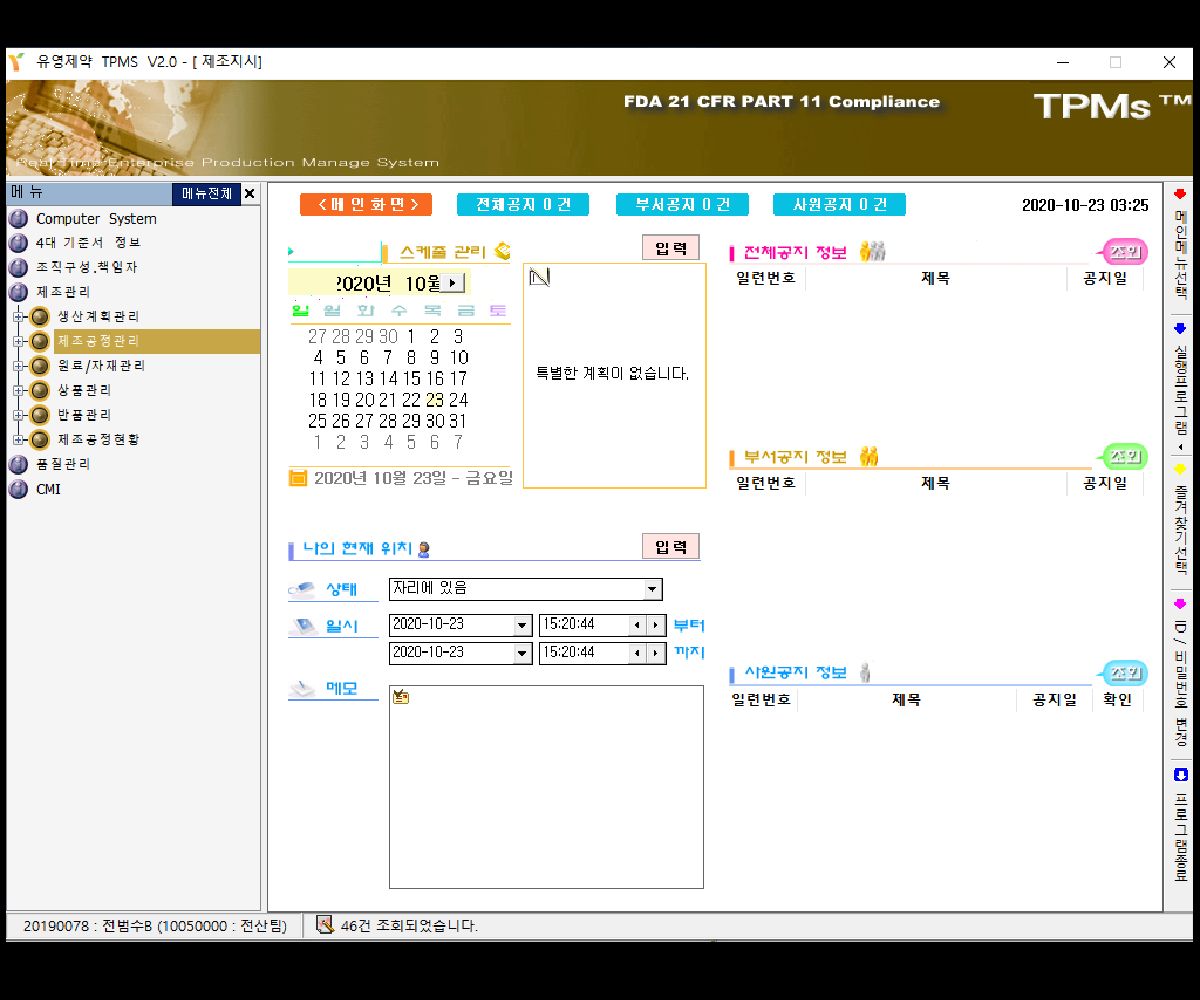 유영제약 TPMS V2.0 - [ 제조지시]
FDA 21 CFR PART 11 Compliance
TPMs™
Real-Time Enterprise Production Manage System
메 뉴
메뉴전체
Computer System
4대 기준서 정보
조직구성.책임자
제조관리
생산계획관리
제조공정관리
원료/자재관리
상품관리
반품관리
제조공정현황
품질관리
CMI
< 메 인 화 면 >
전체공지 0 건
부서공지 0 건
사원공지 0 건
2020-10-23 03:25
스케줄 관리
입 력
2020년 10월
일 월 화 수 목 금 토
27 28 29 30 1 2 3
4 5 6 7 8 9 10
11 12 13 14 15 16 17
18 19 20 21 22 23 24
25 26 27 28 29 30 31
1 2 3 4 5 6 7
2020년 10월 23일 - 금요일
특별한 계획이 없습니다.
나의 현재 위치
입 력
상태
자리에 있음
일시
2020-10-23 15:20:44 부터
2020-10-23 15:20:44 까지
메모
전체공지 정보
조회
일련번호 제목 공지일
부서공지 정보
조회
일련번호 제목 공지일
사원공지 정보
조회
일련번호 제목 공지일 확인
메인메뉴선택
실행프로그램
즐겨찾기선택
ID/비밀번호 변경
프로그램종료
20190078 : 전범수B (10050000 : 전산팀)
46건 조회되었습니다.